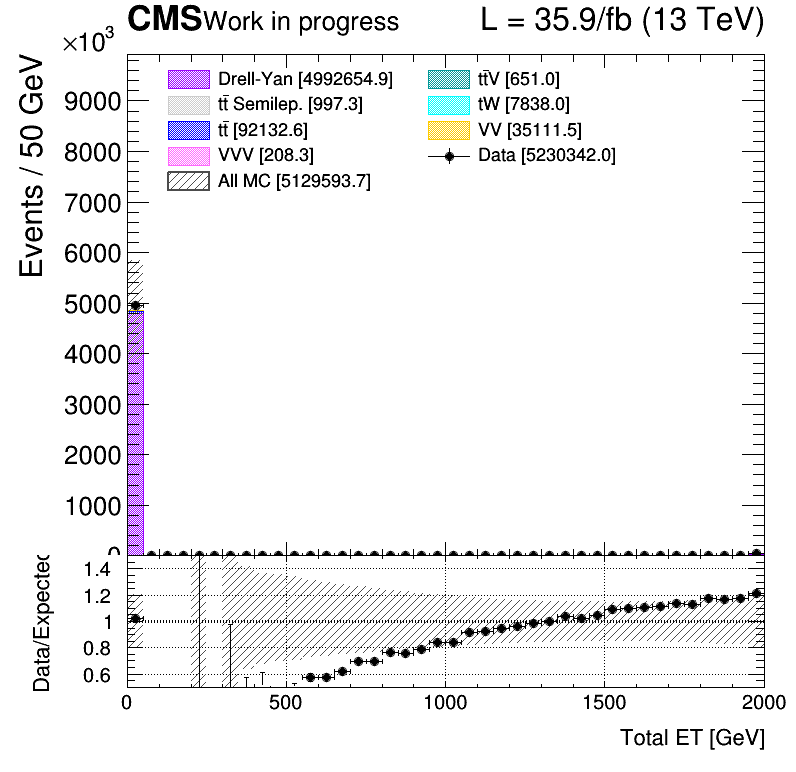 CMS Work in progress L = 35.9/fb (13 TeV)
×10³
Events / 50 GeV
Drell-Yan [4992654.9]
tt̄ Semilep. [997.3]
tt̄ [92132.6]
VVV [208.3]
All MC [5129593.7]
tt̄V [651.0]
tW [7838.0]
VV [35111.5]
Data [5230342.0]
9000
8000
7000
6000
5000
4000
3000
2000
1000
0
Data/Expected
1.4
1.2
1
0.8
0.6
0 500 1000 1500 2000
Total ET [GeV]